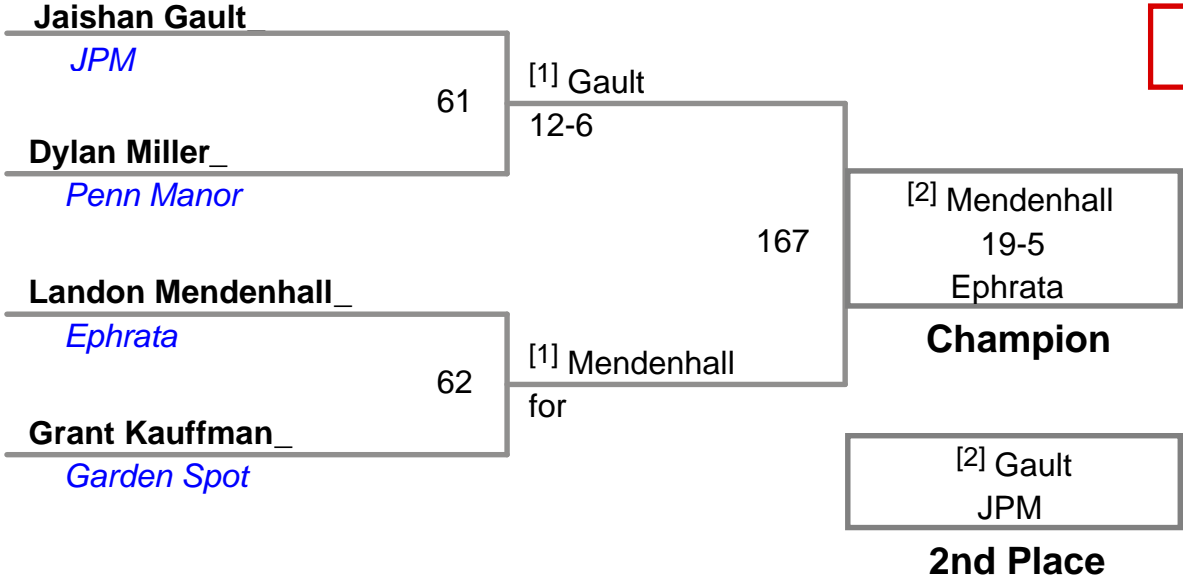 Jaishan Gault_
JPM
61
[1] Gault
12-6
Dylan Miller_
Penn Manor
167
[2] Mendenhall
19-5
Ephrata
Champion
Landon Mendenhall_
Ephrata
62
[1] Mendenhall
for
Grant Kauffman_
Garden Spot
[2] Gault
JPM
2nd Place